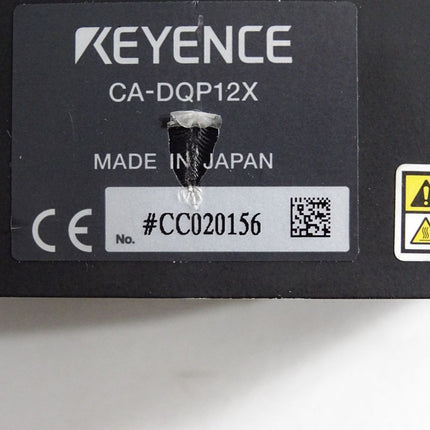 KEYENCE
CA-DQP12X
MADE IN JAPAN
CE
No. #CC020156